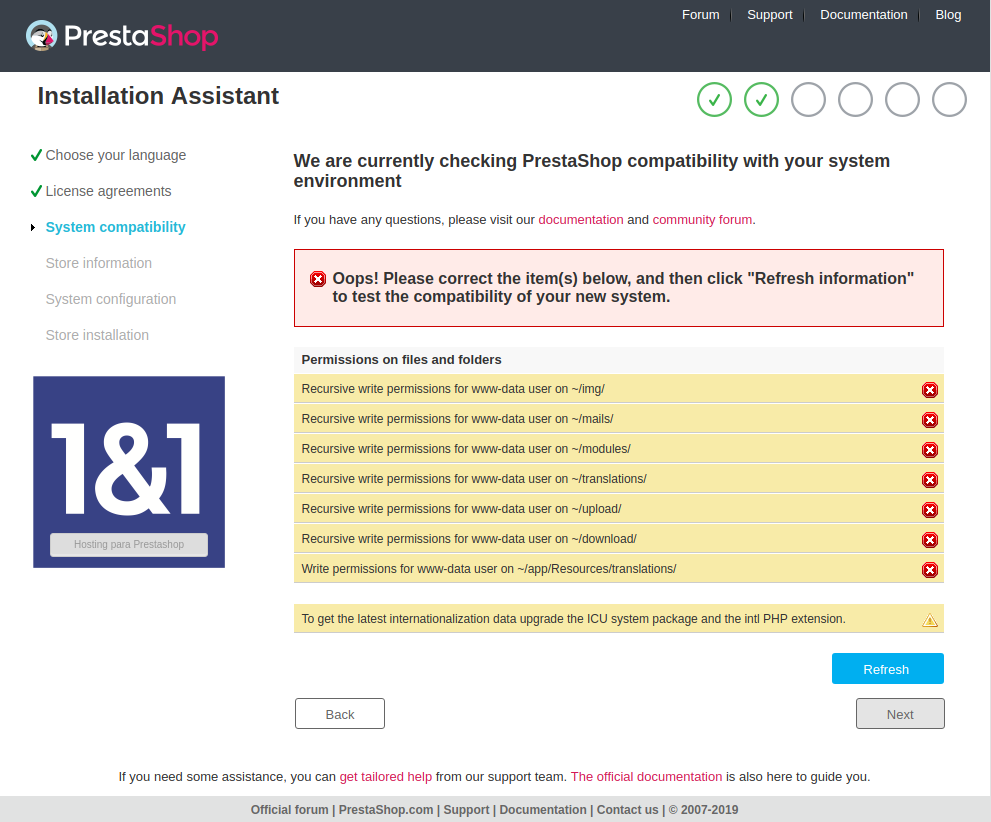 Forum | Support | Documentation | Blog
PrestaShop
Installation Assistant
Choose your language
License agreements
System compatibility
Store information
System configuration
Store installation
1&1
Hosting para Prestashop
We are currently checking PrestaShop compatibility with your system
environment
If you have any questions, please visit our documentation and community forum.
Oops! Please correct the item(s) below, and then click "Refresh information"
to test the compatibility of your new system.
Permissions on files and folders
Recursive write permissions for www-data user on ~/img/
Recursive write permissions for www-data user on ~/mails/
Recursive write permissions for www-data user on ~/modules/
Recursive write permissions for www-data user on ~/translations/
Recursive write permissions for www-data user on ~/upload/
Recursive write permissions for www-data user on ~/download/
Write permissions for www-data user on ~/app/Resources/translations/
To get the latest internationalization data upgrade the ICU system package and the intl PHP extension.
Refresh
Back
Next
If you need some assistance, you can get tailored help from our support team. The official documentation is also here to guide you.
Official forum | PrestaShop.com | Support | Documentation | Contact us | © 2007-2019